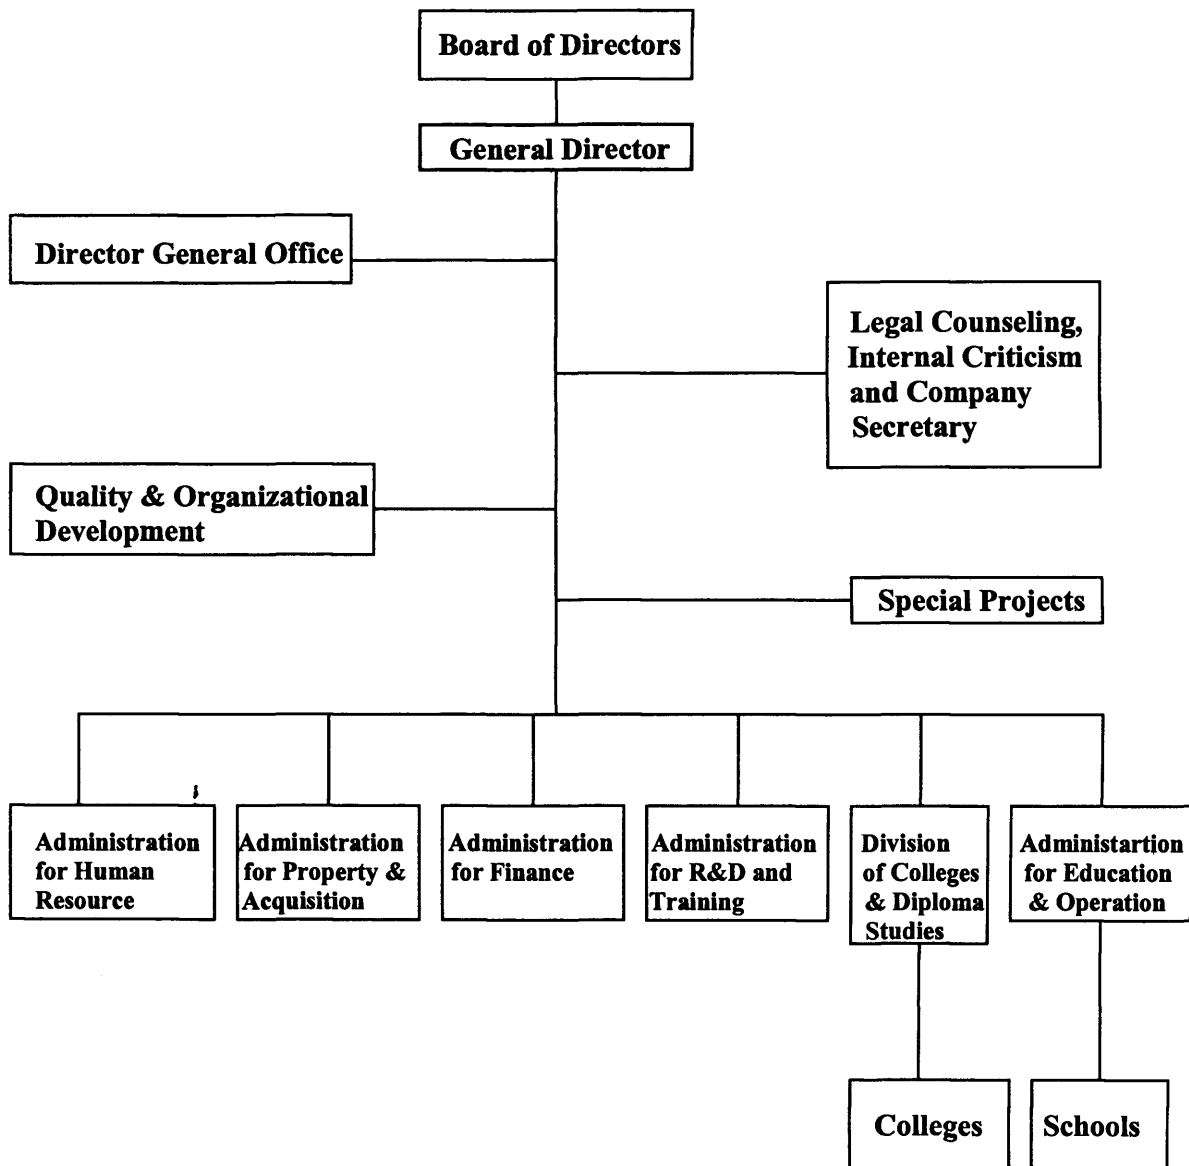 Board of Directors
General Director
Director General Office
Legal Counseling,
Internal Criticism
and Company
Secretary
Quality & Organizational
Development
Special Projects
Administration
for Human
Resource
Administration
for Property &
Acquisition
Administration
for Finance
Administration
for R&D and
Training
Division
of Colleges
& Diploma
Studies
Administartion
for Education
& Operation
Colleges
Schools